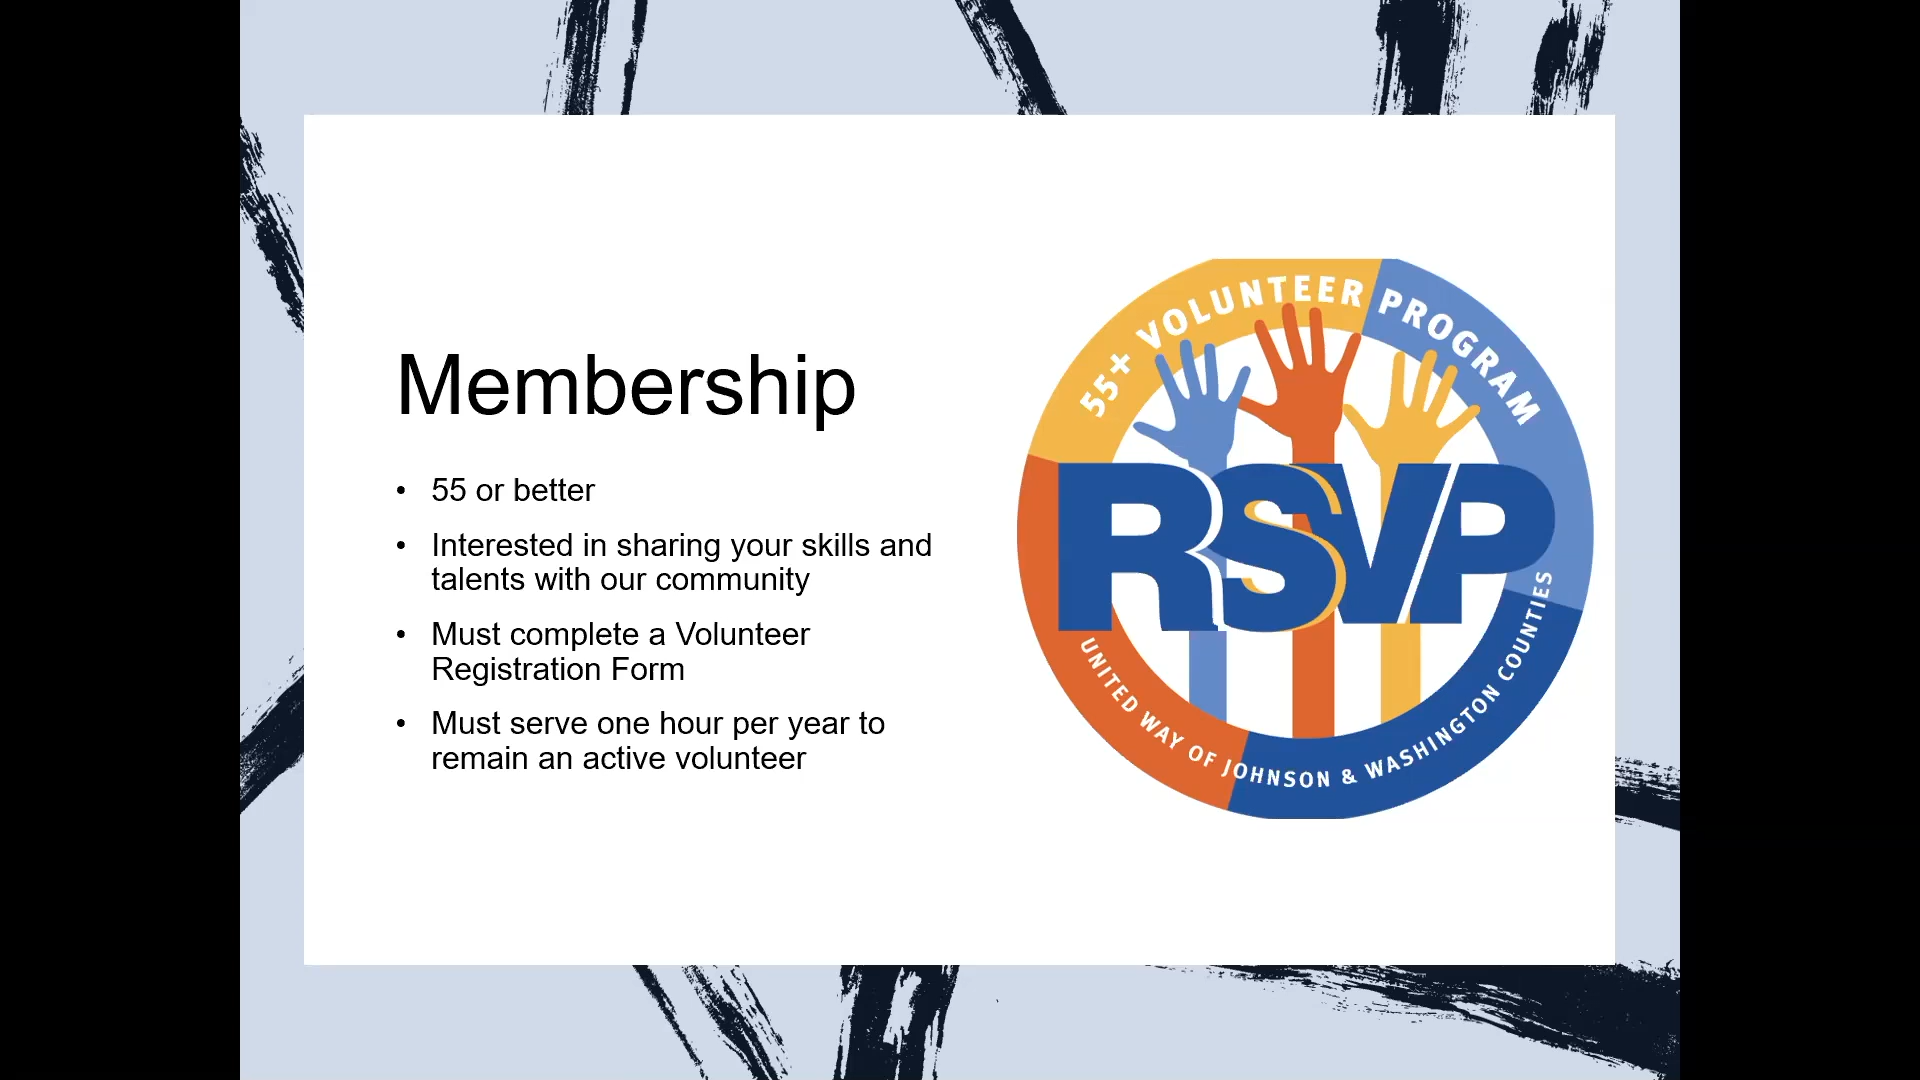 Membership
• 55 or better
• Interested in sharing your skills and
talents with our community
• Must complete a Volunteer
Registration Form
• Must serve one hour per year to
remain an active volunteer
55+ VOLUNTEER PROGRAM
RSVP
UNITED WAY OF JOHNSON & WASHINGTON COUNTIES